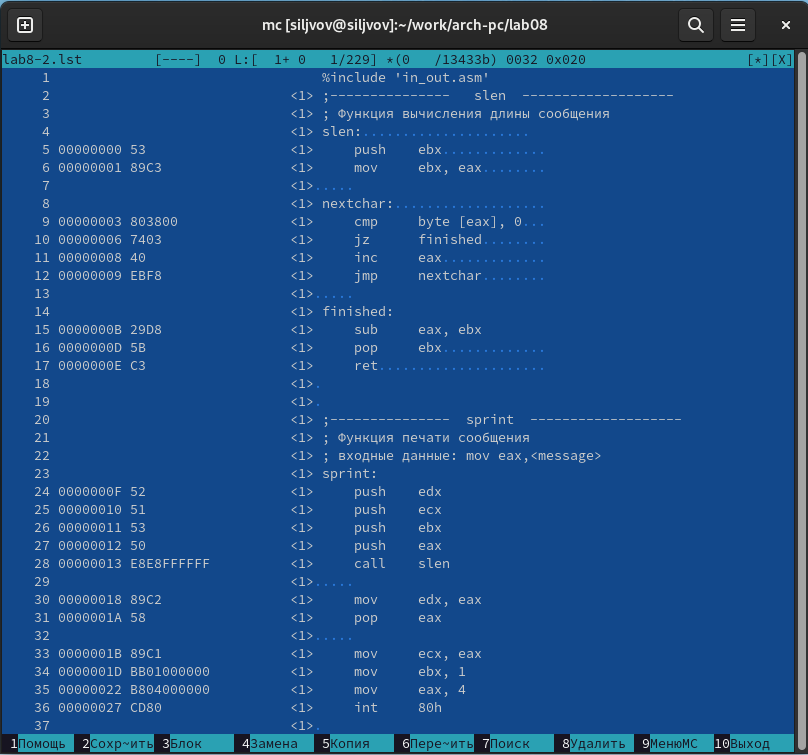 mc [siljvov@siljvov]:~/work/arch-pc/lab08
lab8-2.lst [----] 0 L:[ 1+ 0 1/229] *(0 /13433b) 0032 0x020 [*][X]
1 %include 'in_out.asm'
2 <1> ;--------------- slen -------------------
3 <1> ; Функция вычисления длины сообщения
4 <1> slen:.....................
5 00000000 53 <1> push ebx.............
6 00000001 89C3 <1> mov ebx, eax........
7 <1>.....
8 <1> nextchar:...................
9 00000003 803800 <1> cmp byte [eax], 0...
10 00000006 7403 <1> jz finished........
11 00000008 40 <1> inc eax.............
12 00000009 EBF8 <1> jmp nextchar........
13 <1>.....
14 <1> finished:
15 0000000B 29D8 <1> sub eax, ebx
16 0000000D 5B <1> pop ebx.............
17 0000000E C3 <1> ret.....................
18 <1>.
19 <1>.
20 <1> ;--------------- sprint -------------------
21 <1> ; Функция печати сообщения
22 <1> ; входные данные: mov eax,<message>
23 <1> sprint:
24 0000000F 52 <1> push edx
25 00000010 51 <1> push ecx
26 00000011 53 <1> push ebx
27 00000012 50 <1> push eax
28 00000013 E8E8FFFFFF <1> call slen
29 <1>.....
30 00000018 89C2 <1> mov edx, eax
31 0000001A 58 <1> pop eax
32 <1>.....
33 0000001B 89C1 <1> mov ecx, eax
34 0000001D BB01000000 <1> mov ebx, 1
35 00000022 B804000000 <1> mov eax, 4
36 00000027 CD80 <1> int 80h
37 <1>.
1Помощь 2Сохр~ить 3Блок 4Замена 5Копия 6Пере~ить 7Поиск 8Удалить 9МенюMC 10Выход